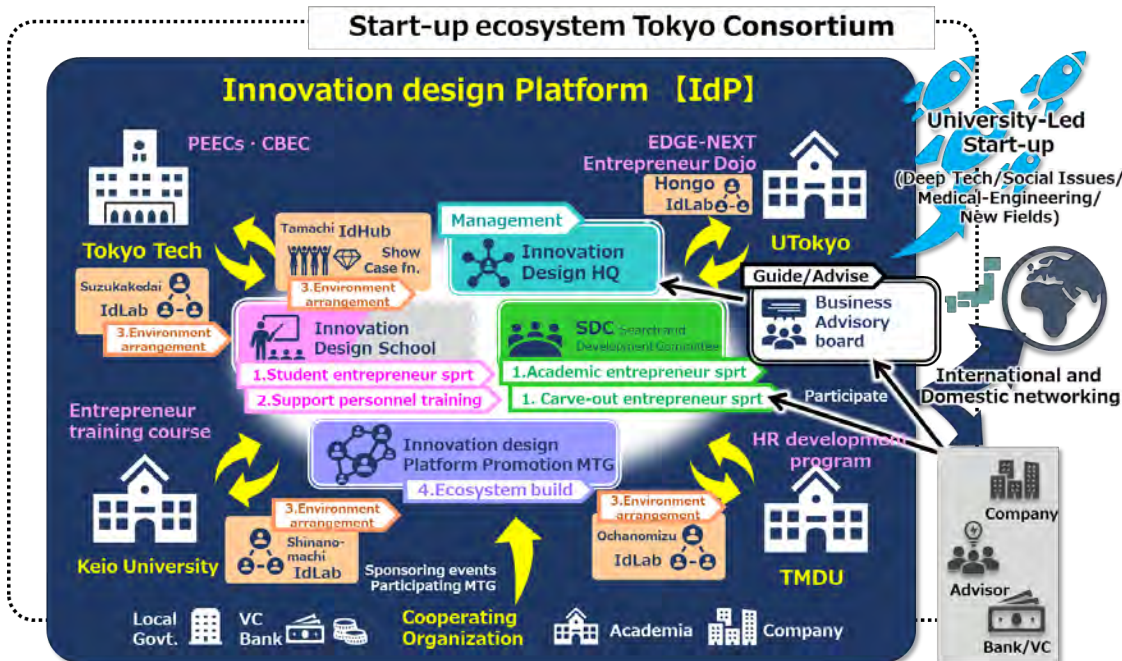 Start-up ecosystem Tokyo Consortium
Innovation design Platform 【IdP】
PEECs · CBEC
Tokyo Tech
Suzukakedai
IdLab
3.Environment
arrangement
Tamachi IdHub
Show
Case fn.
3.Environment
arrangement
Management
Innovation
Design HQ
EDGE-NEXT
Entrepreneur Dojo
Hongo
IdLab
UTokyo
University-Led
Start-up
(Deep Tech/Social Issues/
Medical-Engineering/
New Fields)
Guide/Advise
Business
Advisory
board
International and
Domestic networking
Innovation
Design School
1.Student entrepreneur sprt
2.Support personnel training
SDC Search and
Development Committee
1.Academic entrepreneur sprt
1. Carve-out entrepreneur sprt
Participate
Entrepreneur
training course
Keio University
3.Environment
arrangement
Shinano-
machi
IdLab
Innovation design
Platform Promotion MTG
4.Ecosystem build
HR development
program
3.Environment
arrangement
Ochanomizu
IdLab
TMDU
Sponsoring events
Participating MTG
Cooperating
Organization
Local
Govt.
VC
Bank
Academia
Company
Company
Advisor
Bank/VC